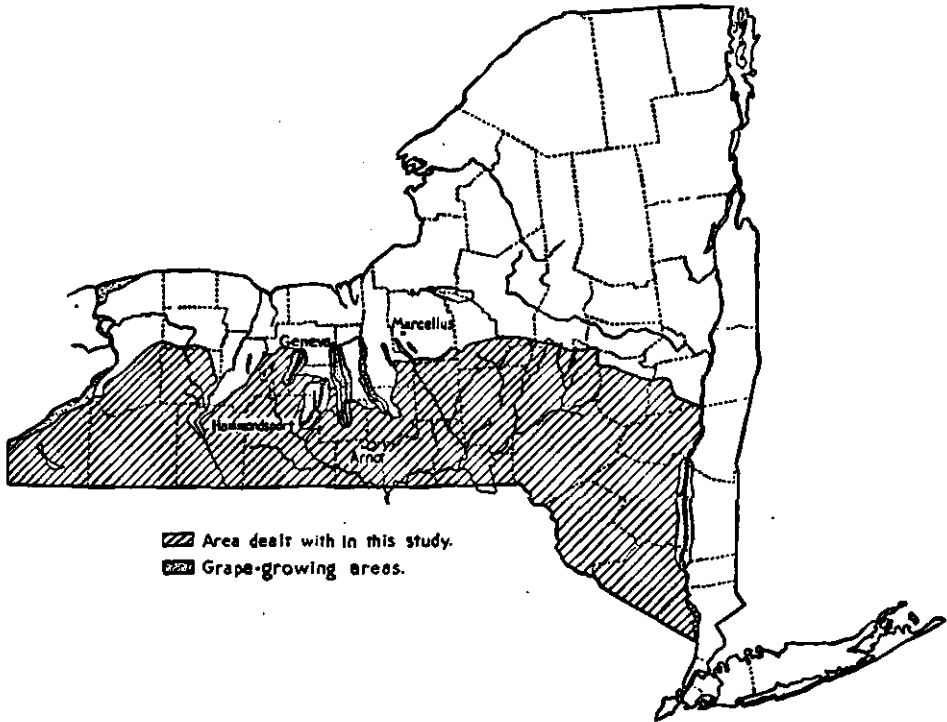 Marcellus
Geneva
Hammondsport
Arnot
Area dealt with in this study.
Grape-growing areas.